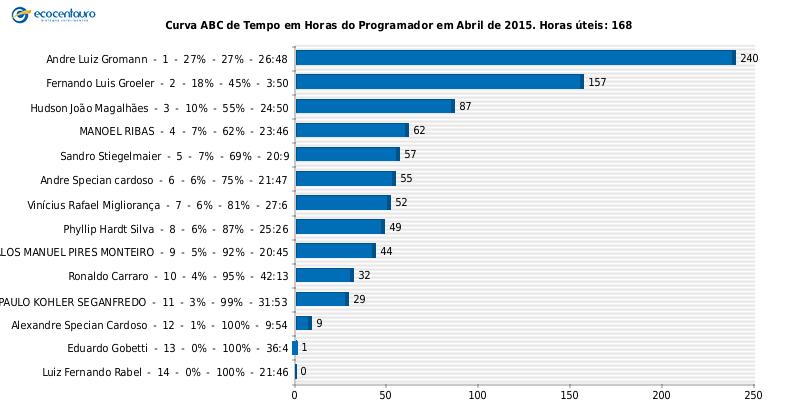 ecocentauro
Curva ABC de Tempo em Horas do Programador em Abril de 2015. Horas úteis: 168
Andre Luiz Gromann - 1 - 27% - 27% - 26:48 240
Fernando Luis Groeler - 2 - 18% - 45% - 3:50 157
Hudson João Magalhães - 3 - 10% - 55% - 24:50 87
MANOEL RIBAS - 4 - 7% - 62% - 23:46 62
Sandro Stiegelmaier - 5 - 7% - 69% - 20:9 57
Andre Specian cardoso - 6 - 6% - 75% - 21:47 55
Vinícius Rafael Migliorança - 7 - 6% - 81% - 27:6 52
Phyllip Hardt Silva - 8 - 6% - 87% - 25:26 49
LOS MANUEL PIRES MONTEIRO - 9 - 5% - 92% - 20:45 44
Ronaldo Carraro - 10 - 4% - 95% - 42:13 32
PAULO KOHLER SEGANFREDO - 11 - 3% - 99% - 31:53 29
Alexandre Specian Cardoso - 12 - 1% - 100% - 9:54 9
Eduardo Gobetti - 13 - 0% - 100% - 36:4 1
Luiz Fernando Rabel - 14 - 0% - 100% - 21:46 0
0 50 100 150 200 250